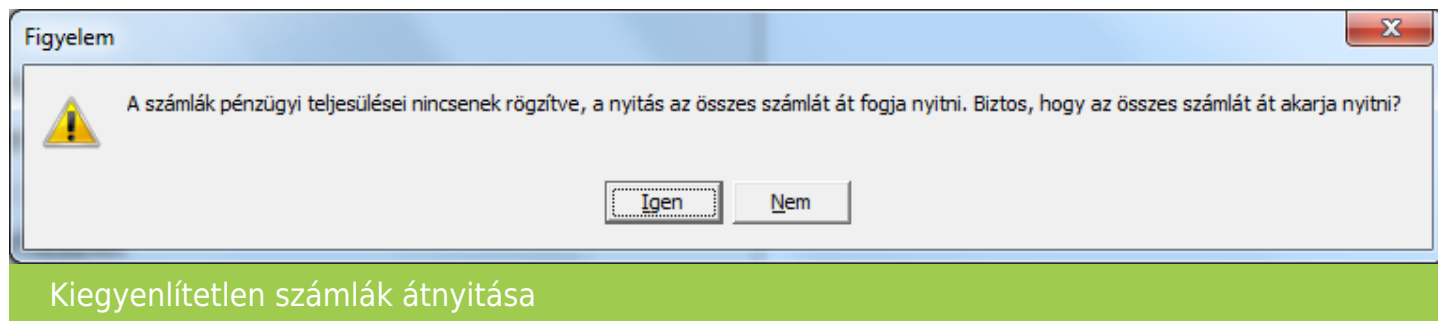 Figyelem
A számlák pénzügyi teljesülései nincsenek rögzítve, a nyitás az összes számlát át fogja nyitni. Biztos, hogy az összes számlát át akarja nyitni?
Igen
Nem
Kiegyenlítetlen számlák átnyitása